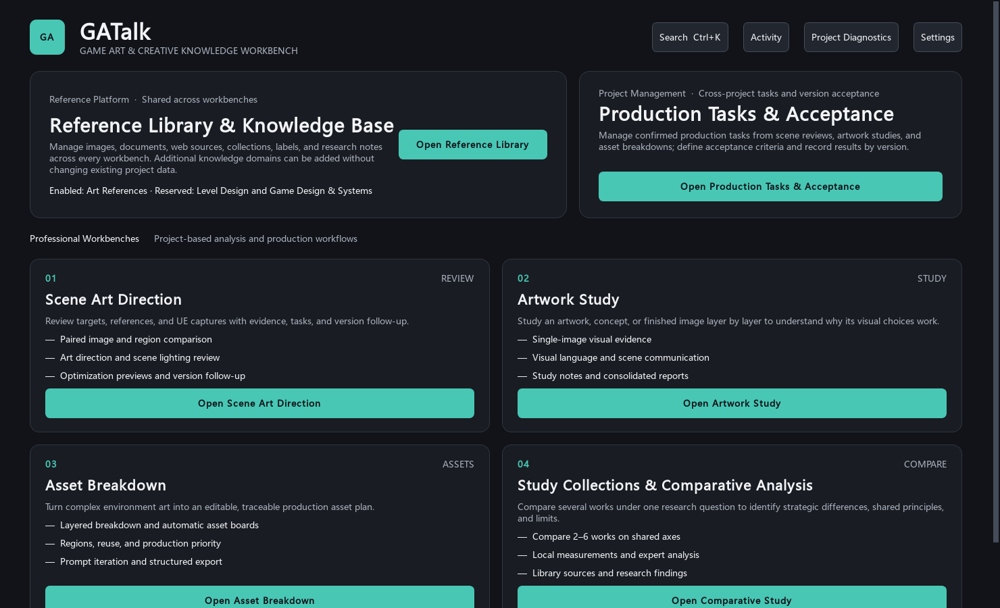 GA
GATalk
GAME ART & CREATIVE KNOWLEDGE WORKBENCH
Search  Ctrl+K
Activity
Project Diagnostics
Settings
Reference Platform  ·  Shared across workbenches
Reference Library & Knowledge Base
Manage images, documents, web sources, collections, labels, and research notes
across every workbench. Additional knowledge domains can be added without
changing existing project data.
Enabled: Art References · Reserved: Level Design and Game Design & Systems
Open Reference Library
Project Management  ·  Cross-project tasks and version acceptance
Production Tasks & Acceptance
Manage confirmed production tasks from scene reviews, artwork studies, and
asset breakdowns; define acceptance criteria and record results by version.
Open Production Tasks & Acceptance
Professional Workbenches
Project-based analysis and production workflows
01
REVIEW
Scene Art Direction
Review targets, references, and UE captures with evidence, tasks, and version follow-up.
— Paired image and region comparison
— Art direction and scene lighting review
— Optimization previews and version follow-up
Open Scene Art Direction
02
STUDY
Artwork Study
Study an artwork, concept, or finished image layer by layer to understand why its visual choices work.
— Single-image visual evidence
— Visual language and scene communication
— Study notes and consolidated reports
Open Artwork Study
03
ASSETS
Asset Breakdown
Turn complex environment art into an editable, traceable production asset plan.
— Layered breakdown and automatic asset boards
— Regions, reuse, and production priority
— Prompt iteration and structured export
Open Asset Breakdown
04
COMPARE
Study Collections & Comparative Analysis
Compare several works under one research question to identify strategic differences, shared principles,
and limits.
— Compare 2–6 works on shared axes
— Local measurements and expert analysis
— Library sources and research findings
Open Comparative Study